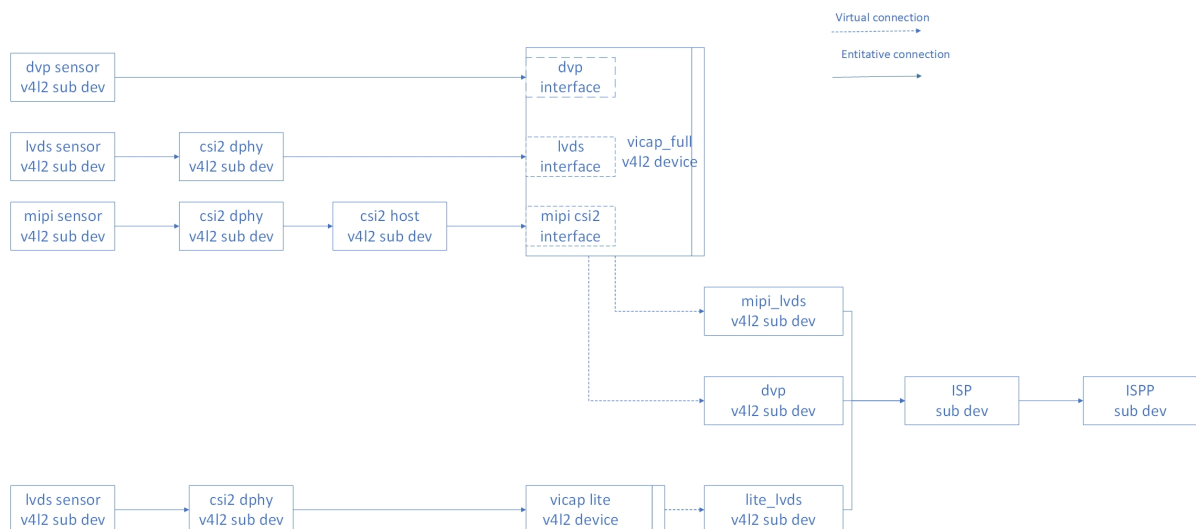 Virtual connection
Entitative connection
dvp sensor
v4l2 sub dev
dvp
interface
lvds sensor
v4l2 sub dev
csi2 dphy
v4l2 sub dev
lvds
interface
vicap_full
v4l2 device
mipi sensor
v4l2 sub dev
csi2 dphy
v4l2 sub dev
csi2 host
v4l2 sub dev
mipi csi2
interface
mipi_lvds
v4l2 sub dev
dvp
v4l2 sub dev
ISP
sub dev
ISPP
sub dev
lvds sensor
v4l2 sub dev
csi2 dphy
v4l2 sub dev
vicap lite
v4l2 device
lite_lvds
v4l2 sub dev